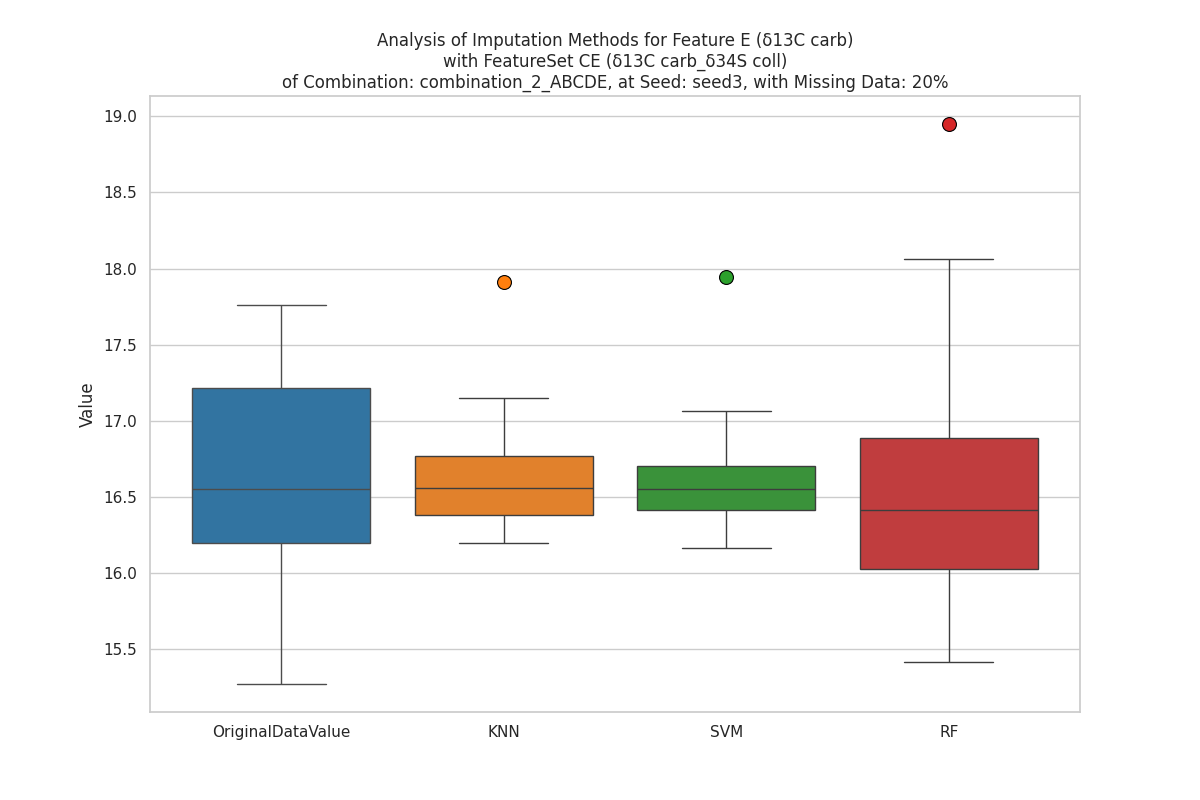 Analysis of Imputation Methods for Feature E (δ13C carb)
with FeatureSet CE (δ13C carb_δ34S coll)
of Combination: combination_2_ABCDE, at Seed: seed3, with Missing Data: 20%
19.0
18.5
18.0
17.5
17.0
16.5
16.0
15.5
Value
OriginalDataValue
KNN
SVM
RF